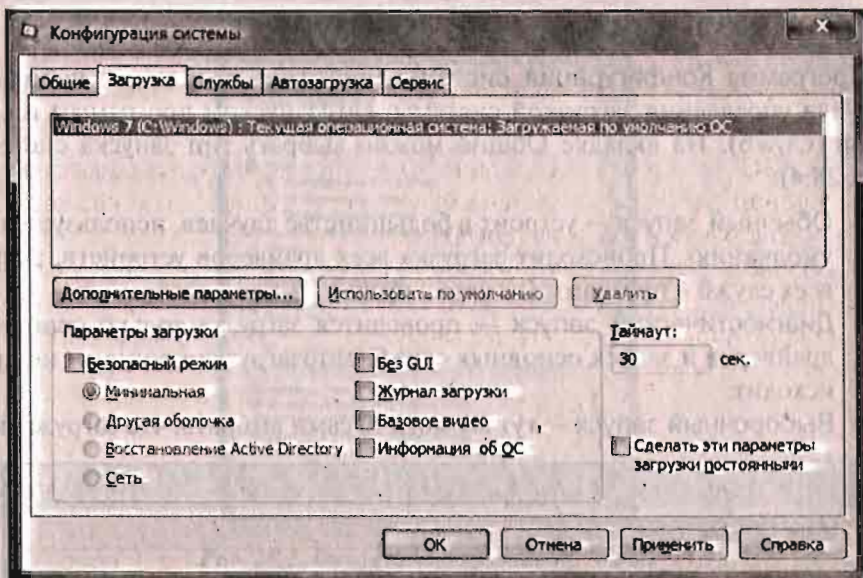 Конфигурация системы
Общие Загрузка Службы Автозагрузка Сервис
Windows 7 (C:\Windows) : Текущая операционная система; Загружаемая по умолчанию ОС
Дополнительные параметры... Использовать по умолчанию Удалить
Параметры загрузки
Таймаут:
Безопасный режим
Без GUI
30 сек.
Минимальная
Журнал загрузки
Другая оболочка
Базовое видео
Восстановление Active Directory
Информация об ОС
Сделать эти параметры
загрузки постоянными
Сеть
ОК Отмена Применить Справка